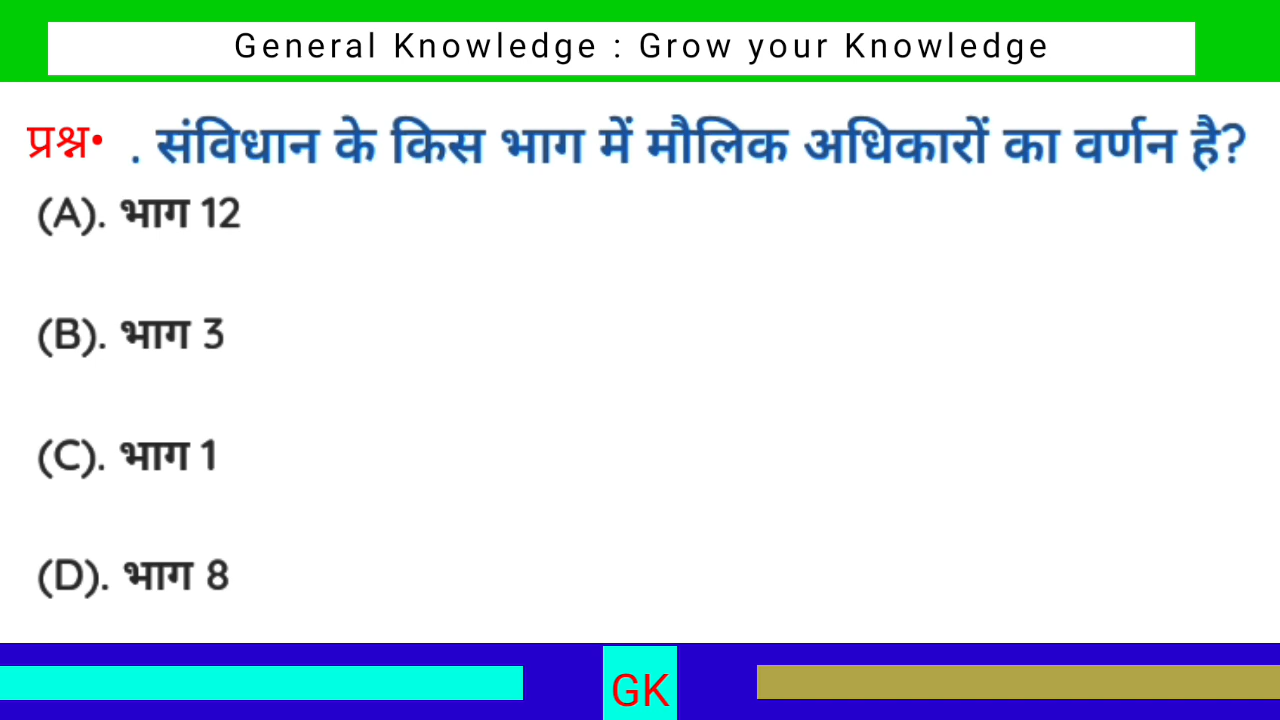 General Knowledge : Grow your Knowledge
प्रश्न• . संविधान के किस भाग में मौलिक अधिकारों का वर्णन है?
(A). भाग 12
(B). भाग 3
(C). भाग 1
(D). भाग 8
GK